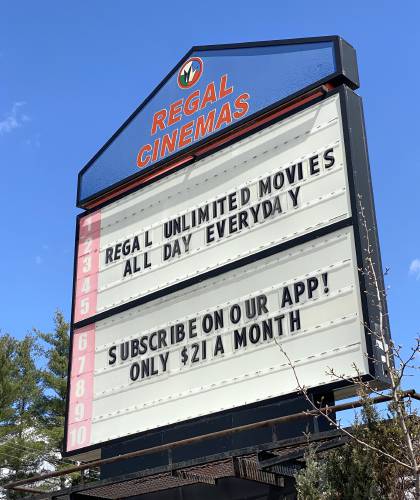 REGAL
CINEMAS
1
2
3
4
5
REGAL UNLIMITED MOVIES
ALL DAY EVERYDAY
6
7
8
9
10
SUBSCRIBE ON OUR APP!
ONLY $21 A MONTH